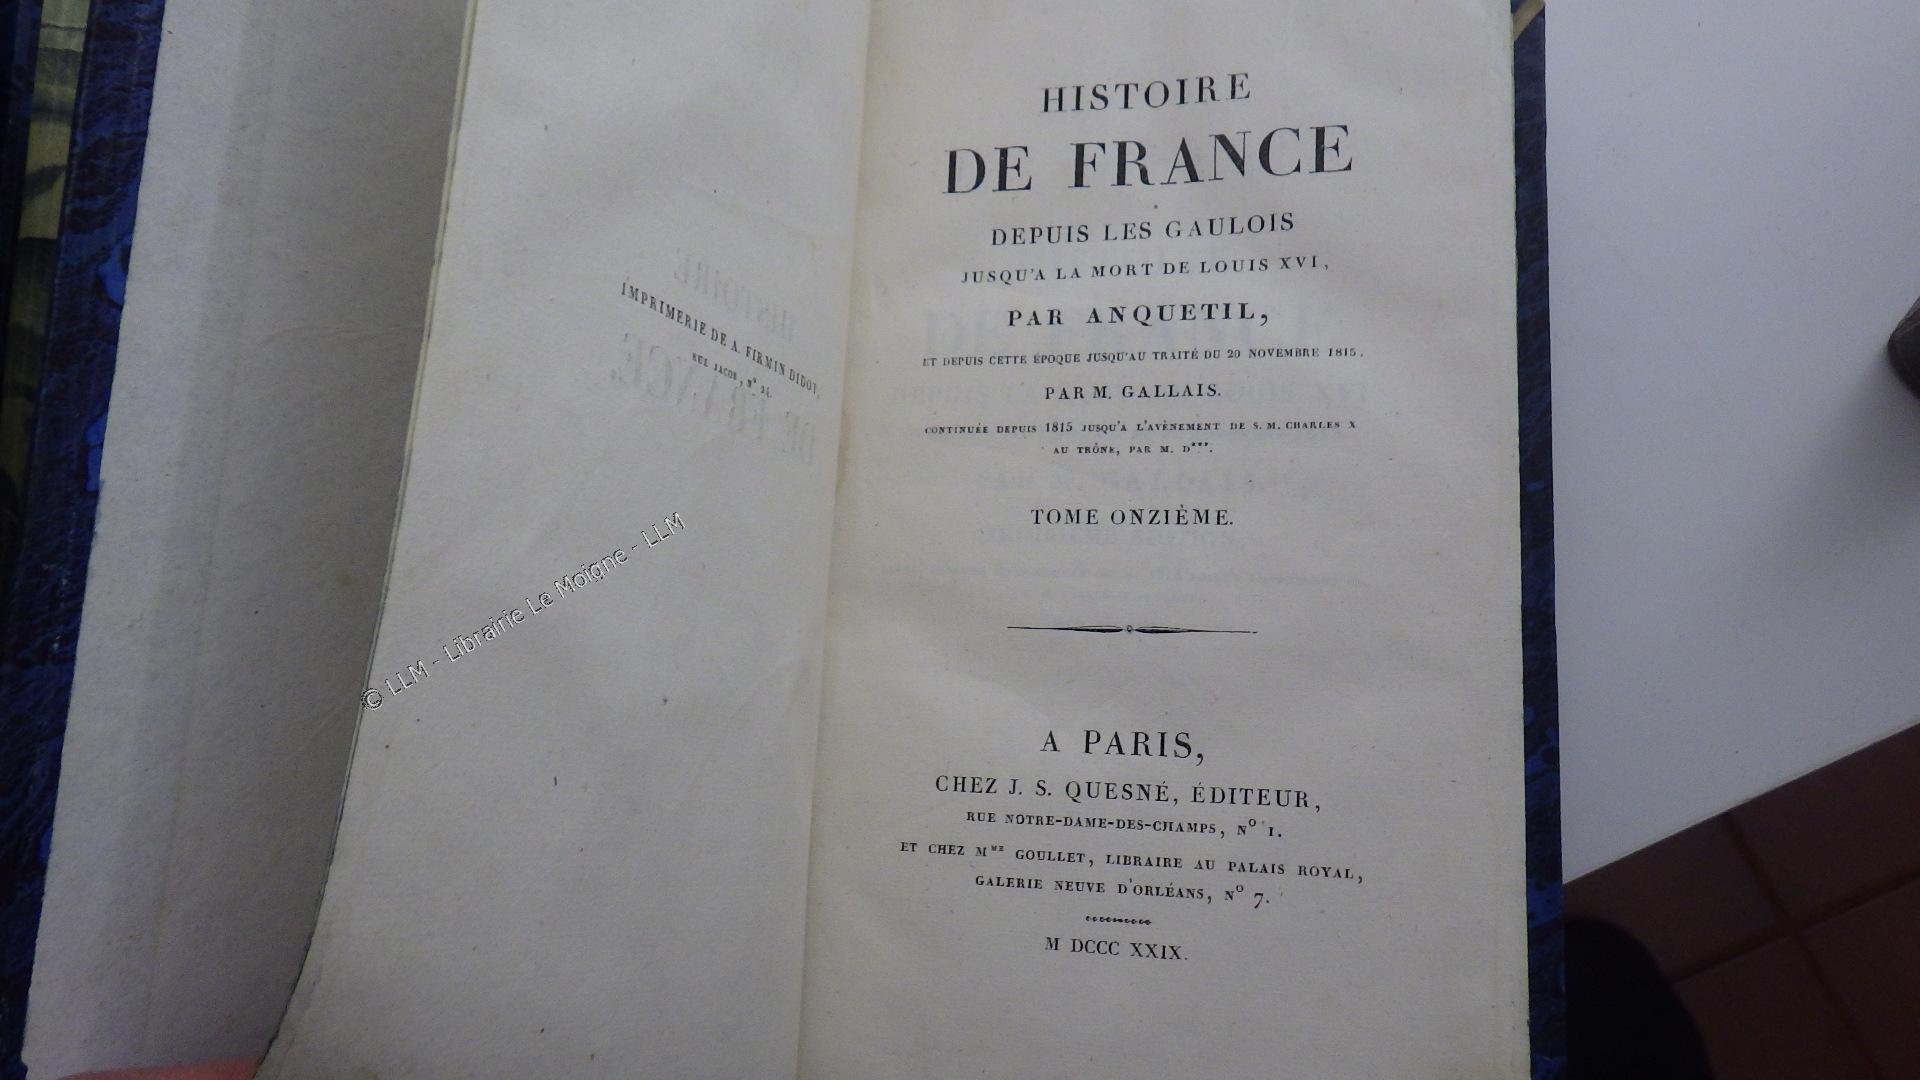 IMPRIMERIE DE A. FIRMIN DIDOT,
RUE JACOB, N° 24.
© LLM - Librairie Le Moigne - LLM
HISTOIRE
DE FRANCE
DEPUIS LES GAULOIS
JUSQU'A LA MORT DE LOUIS XVI,
PAR ANQUETIL,
ET DEPUIS CETTE ÉPOQUE JUSQU'AU TRAITÉ DU 20 NOVEMBRE 1815,
PAR M. GALLAIS.
CONTINUÉE DEPUIS 1815 JUSQU'A L'AVÈNEMENT DE S. M. CHARLES X
AU TRÔNE, PAR M. D***.
TOME ONZIÈME.
A PARIS,
CHEZ J. S. QUESNÉ, ÉDITEUR,
RUE NOTRE-DAME-DES-CHAMPS, N° 1.
ET CHEZ MME GOULLET, LIBRAIRE AU PALAIS ROYAL,
GALERIE NEUVE D'ORLÉANS, N° 7.
M DCCC XXIX.